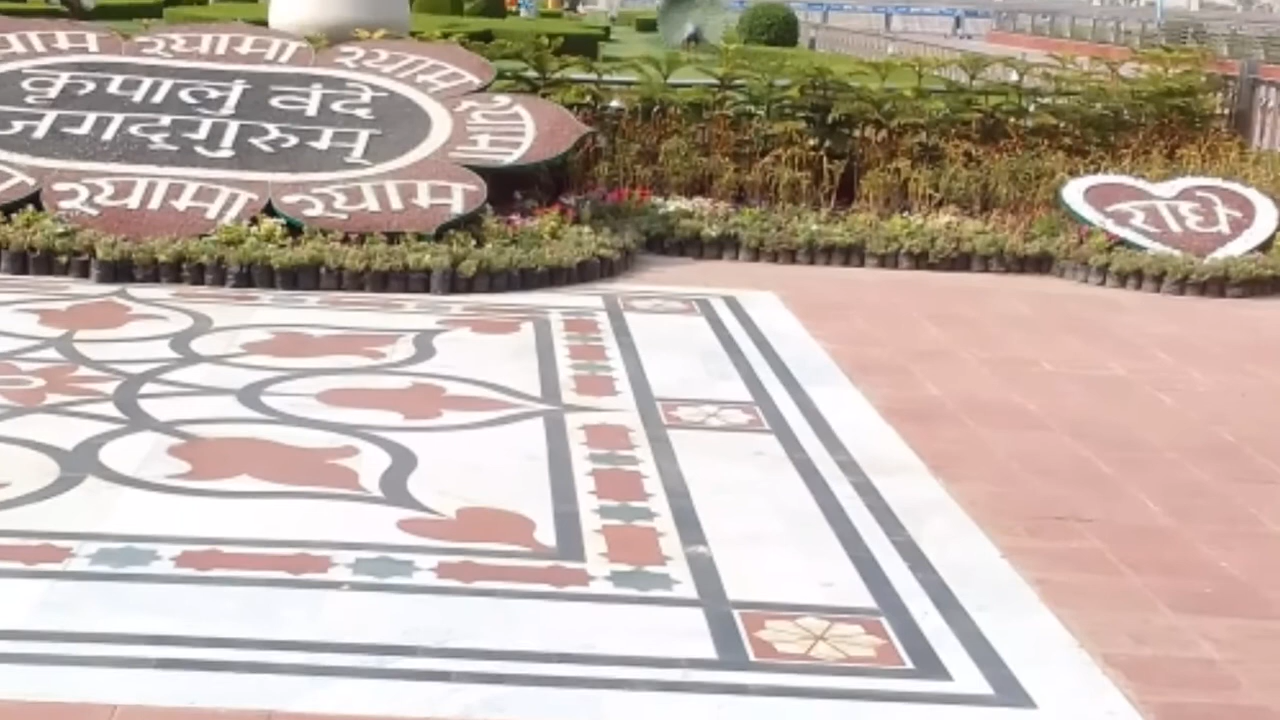 श्यामा श्याम
कृपालुं वंदे
जगद्गुरुम्
श्याम
श्यामा श्याम
राधे